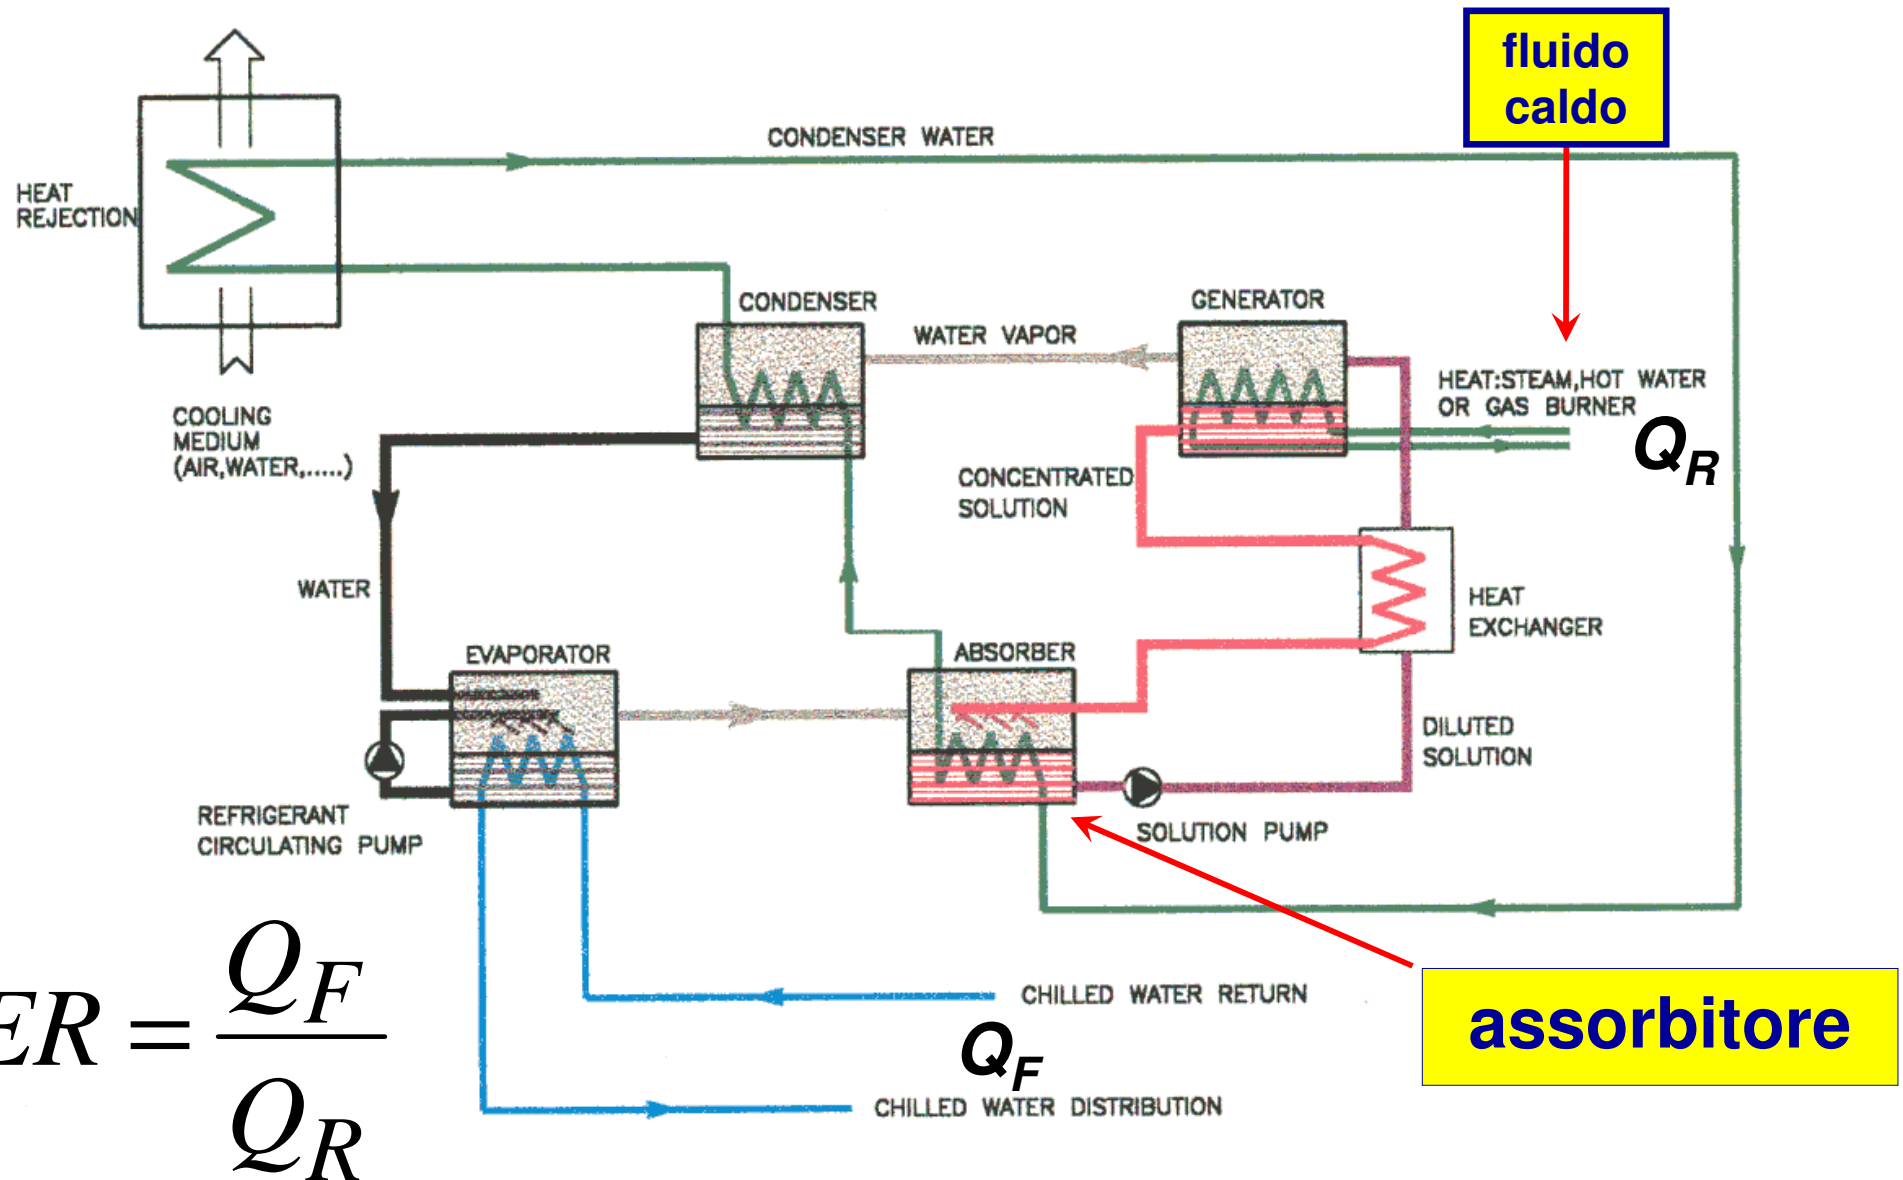 fluido
caldo
CONDENSER WATER
HEAT
REJECTION
CONDENSER
GENERATOR
WATER VAPOR
HEAT:STEAM,HOT WATER
OR GAS BURNER
Q_R
COOLING
MEDIUM
(AIR,WATER,.....)
CONCENTRATED
SOLUTION
WATER
HEAT
EXCHANGER
EVAPORATOR
ABSORBER
DILUTED
SOLUTION
REFRIGERANT
CIRCULATING PUMP
SOLUTION PUMP
ER = Q_F
Q_R
CHILLED WATER RETURN
assorbitore
Q_F
CHILLED WATER DISTRIBUTION